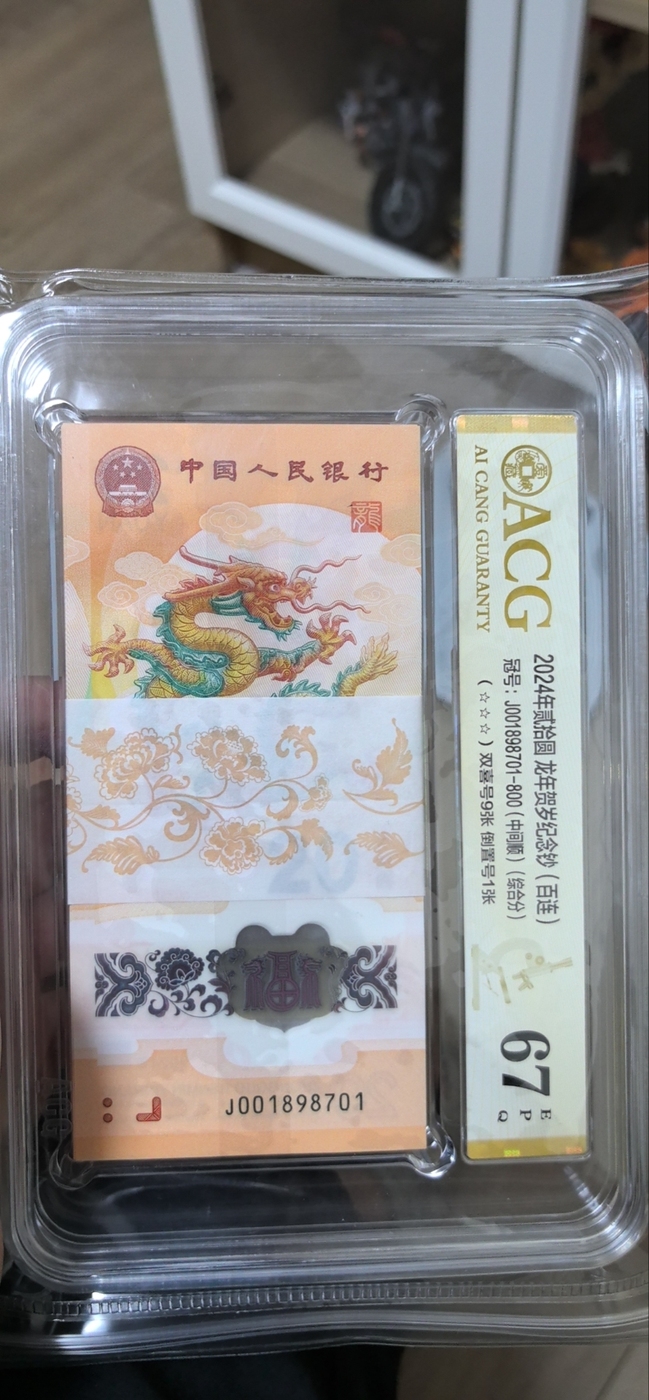 中国人民银行
龍
J001898701
ACG
AI CANG GUARANTY
2024年贰拾圆 龙年贺岁纪念钞（百连）
冠号：J001898701-800（中间顺）（综合分）
（☆☆☆）双喜号9张 倒置号1张
67
E
P
Q